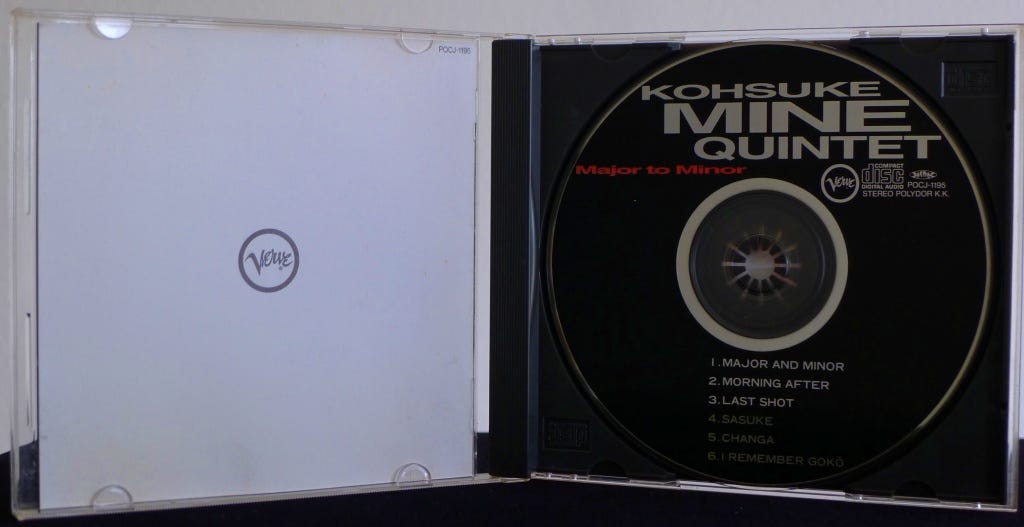 POCJ-1195
Verve
KOHSUKE
MINE
QUINTET
Major to Minor
Verve
COMPACT
disc
DIGITAL AUDIO
POCJ-1195
STEREO POLYDOR K.K.
1.MAJOR AND MINOR
2.MORNING AFTER
3.LAST SHOT
4.SASUKE
5.CHANGA
6.I REMEMBER GOKŌ